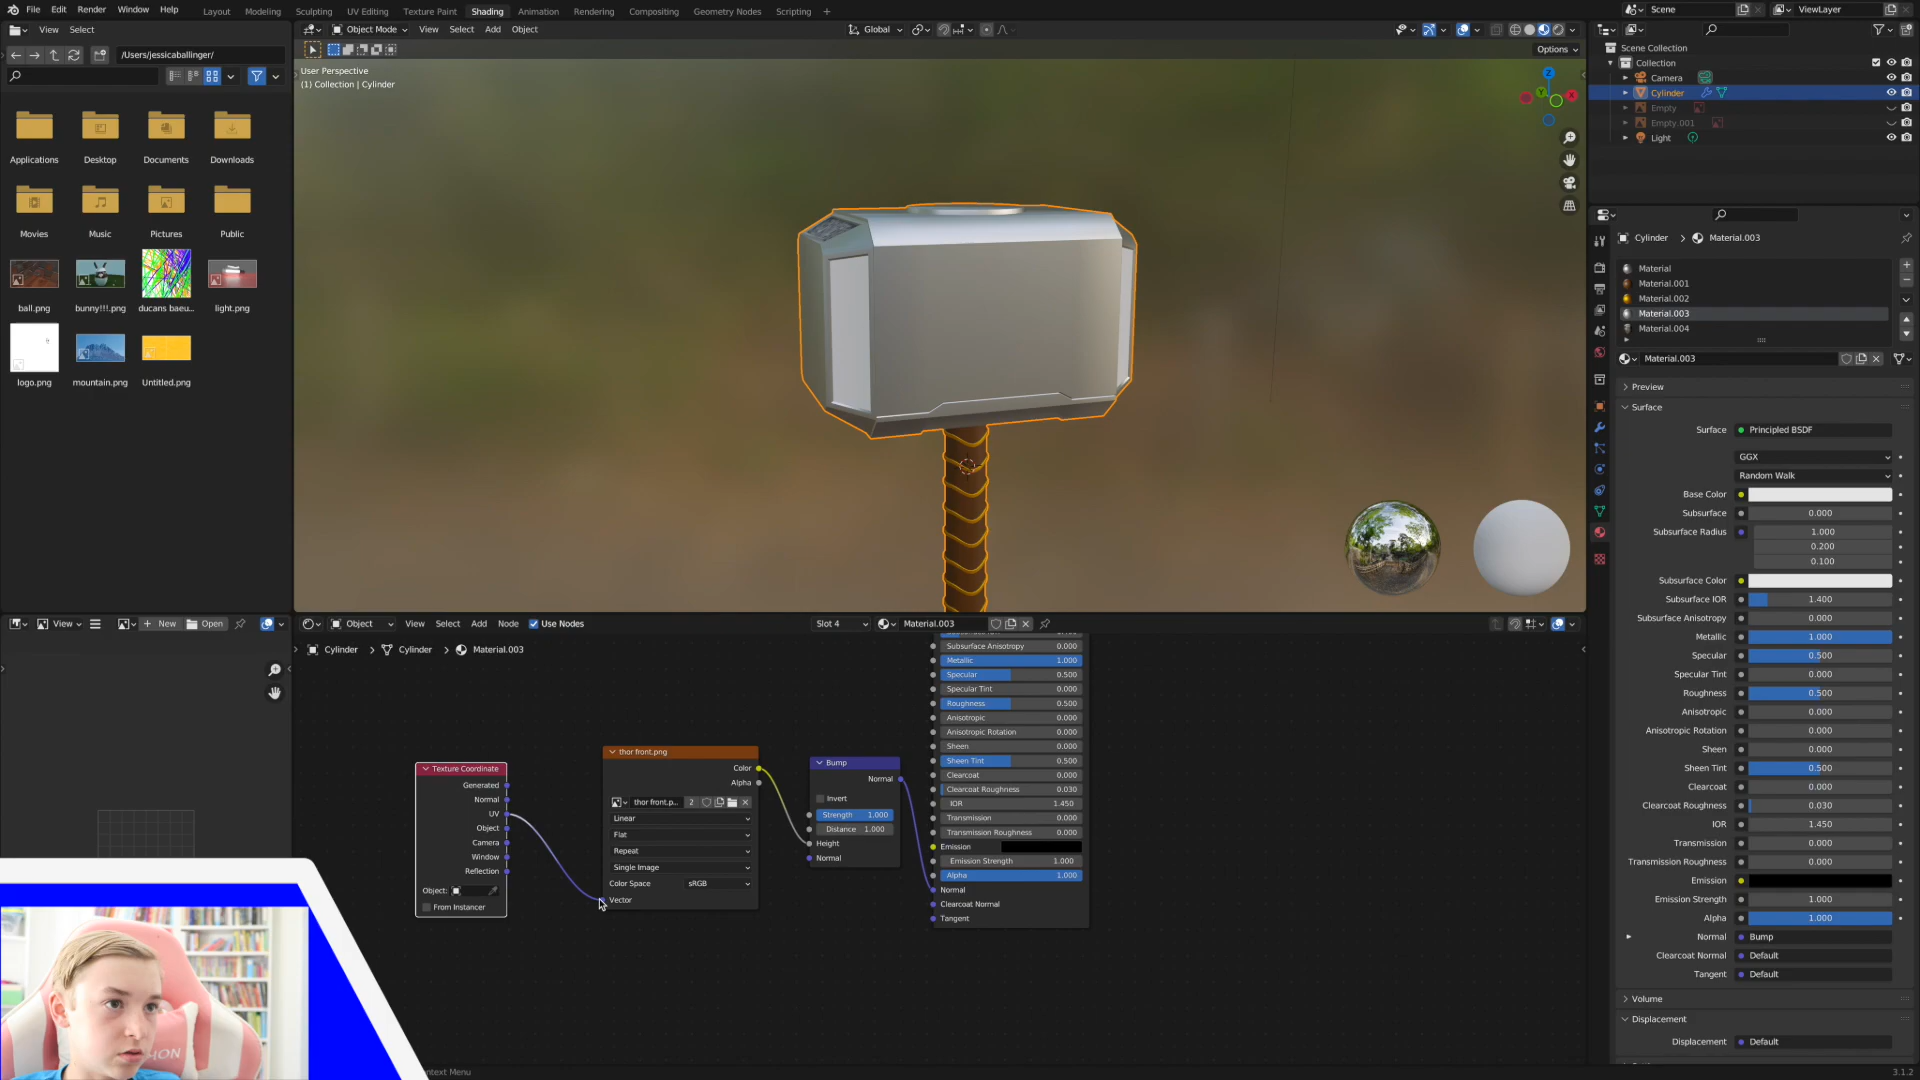 File Edit Render Window Help Layout Modeling Sculpting UV Editing Texture Paint Shading Animation Rendering Compositing Geometry Nodes Scripting + Scene ViewLayer
View Select
/Users/jessicaballinger/
Applications Desktop Documents Downloads
Movies Music Pictures Public
ball.png bunny!!!.png ducans baeu... light.png
logo.png mountain.png Untitled.png
Object Mode View Select Add Object Global
Options
User Perspective
(1) Collection | Cylinder
Z
Y
X
Scene Collection
Collection
Camera
Cylinder
Empty
Empty.001
Light
Cylinder > Material.003
Material
Material.001
Material.002
Material.003
Material.004
Material.003
Preview
Surface
Surface Principled BSDF
GGX
Random Walk
Base Color
Subsurface 0.000
Subsurface Radius 1.000
0.200
0.100
Subsurface Color
Subsurface IOR 1.400
Subsurface Anisotropy 0.000
Metallic 1.000
Specular 0.500
Specular Tint 0.000
Roughness 0.500
Anisotropic 0.000
Anisotropic Rotation 0.000
Sheen 0.000
Sheen Tint 0.500
Clearcoat 0.000
Clearcoat Roughness 0.030
IOR 1.450
Transmission 0.000
Transmission Roughness 0.000
Emission
Emission Strength 1.000
Alpha 1.000
Normal Bump
Clearcoat Normal Default
Tangent Default
Volume
Displacement
Displacement Default
3.1.2
View New Open
Object View Select Add Node Use Nodes Slot 4 Material.003
Cylinder > Cylinder > Material.003
Texture Coordinate
Generated
Normal
UV
Object
Camera
Window
Reflection
Object:
From Instancer
thor front.png
Color
Alpha
thor front.p... 2
Linear
Flat
Repeat
Single Image
Color Space sRGB
Vector
Bump
Normal
Invert
Strength 1.000
Distance 1.000
Height
Normal
Subsurface Anisotropy 0.000
Metallic 1.000
Specular 0.500
Specular Tint 0.000
Roughness 0.500
Anisotropic 0.000
Anisotropic Rotation 0.000
Sheen 0.000
Sheen Tint 0.500
Clearcoat 0.000
Clearcoat Roughness 0.030
IOR 1.450
Transmission 0.000
Transmission Roughness 0.000
Emission
Emission Strength 1.000
Alpha 1.000
Normal
Clearcoat Normal
Tangent
ontext Menu